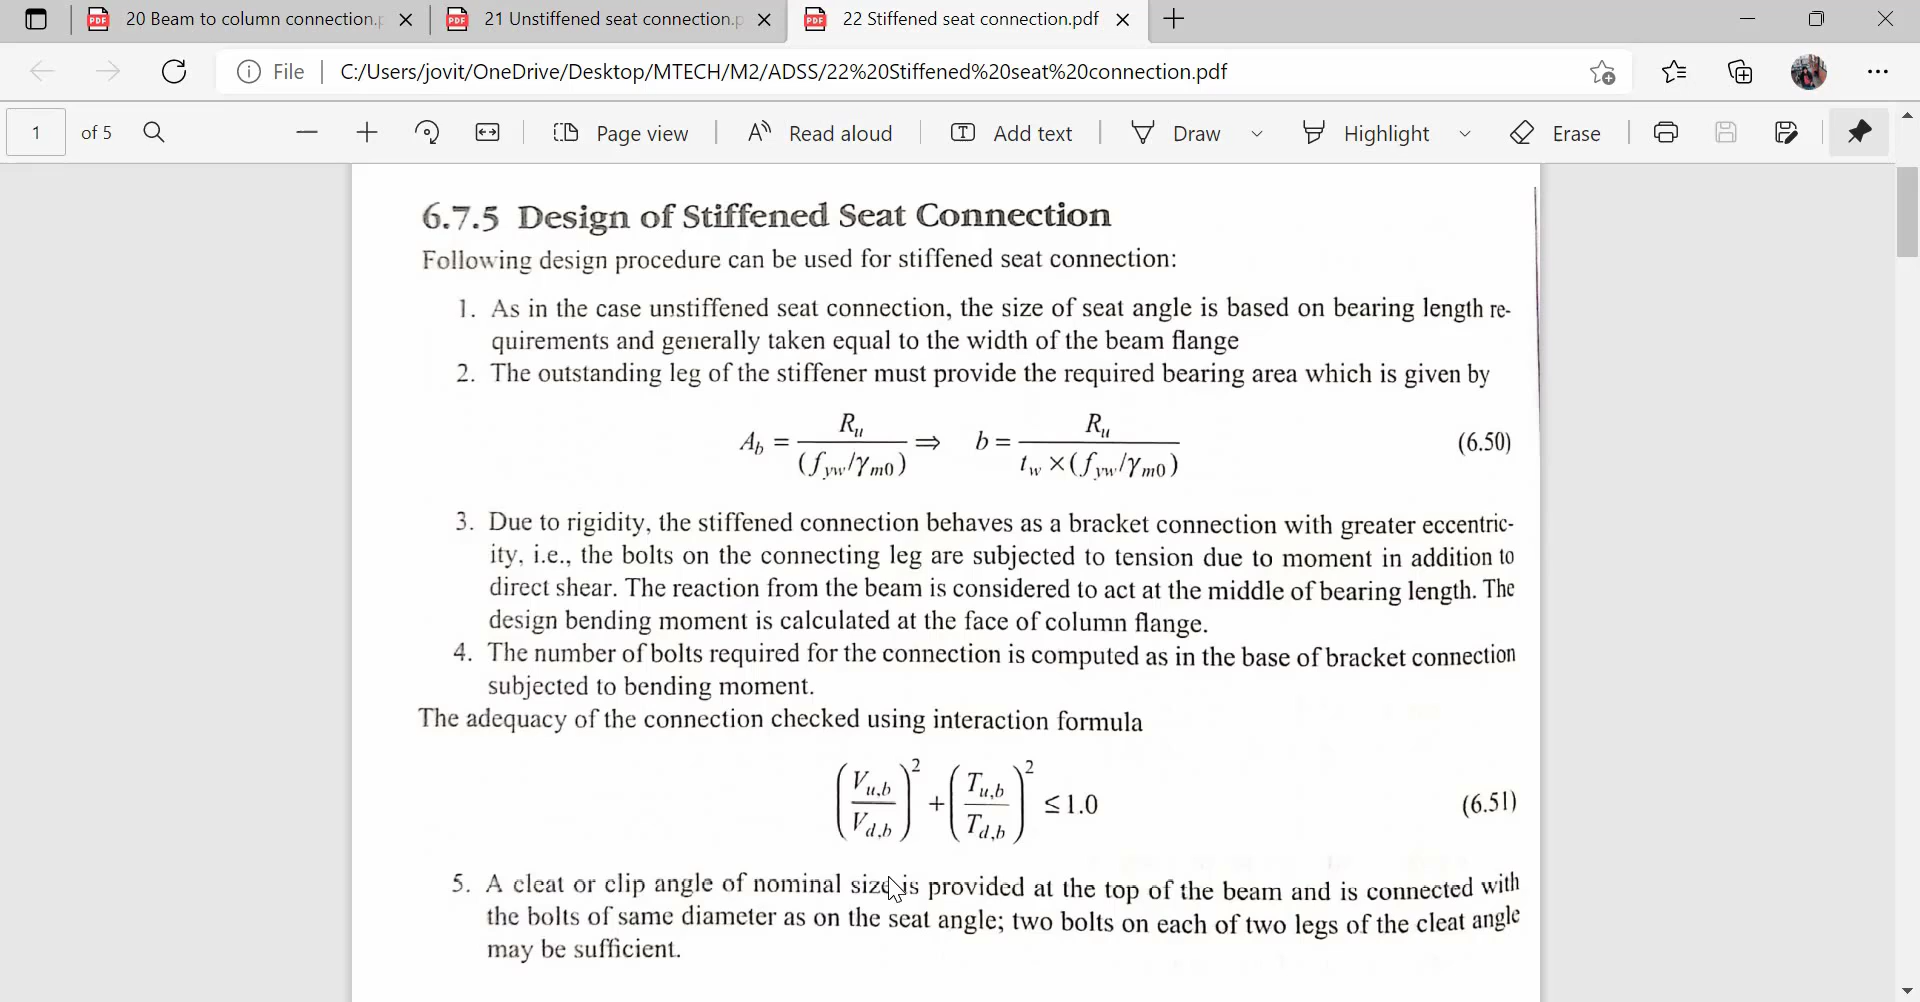 20 Beam to column connection.p
21 Unstiffened seat connection.p
22 Stiffened seat connection.pdf
File
C:/Users/jovit/OneDrive/Desktop/MTECH/M2/ADSS/22%20Stiffened%20seat%20connection.pdf
1 of 5
Page view
Read aloud
Add text
Draw
Highlight
Erase
6.7.5 Design of Stiffened Seat Connection
Following design procedure can be used for stiffened seat connection:
1. As in the case unstiffened seat connection, the size of seat angle is based on bearing length re-
quirements and generally taken equal to the width of the beam flange
2. The outstanding leg of the stiffener must provide the required bearing area which is given by
A_b = R_u / (f_yw/γ_m0) ⇒ b = R_u / (t_w × (f_yw/γ_m0)) (6.50)
3. Due to rigidity, the stiffened connection behaves as a bracket connection with greater eccentric-
ity, i.e., the bolts on the connecting leg are subjected to tension due to moment in addition to
direct shear. The reaction from the beam is considered to act at the middle of bearing length. The
design bending moment is calculated at the face of column flange.
4. The number of bolts required for the connection is computed as in the base of bracket connection
subjected to bending moment.
The adequacy of the connection checked using interaction formula
(V_u,b / V_d,b)² + (T_u,b / T_d,b)² ≤ 1.0 (6.51)
5. A cleat or clip angle of nominal size is provided at the top of the beam and is connected with
the bolts of same diameter as on the seat angle; two bolts on each of two legs of the cleat angle
may be sufficient.